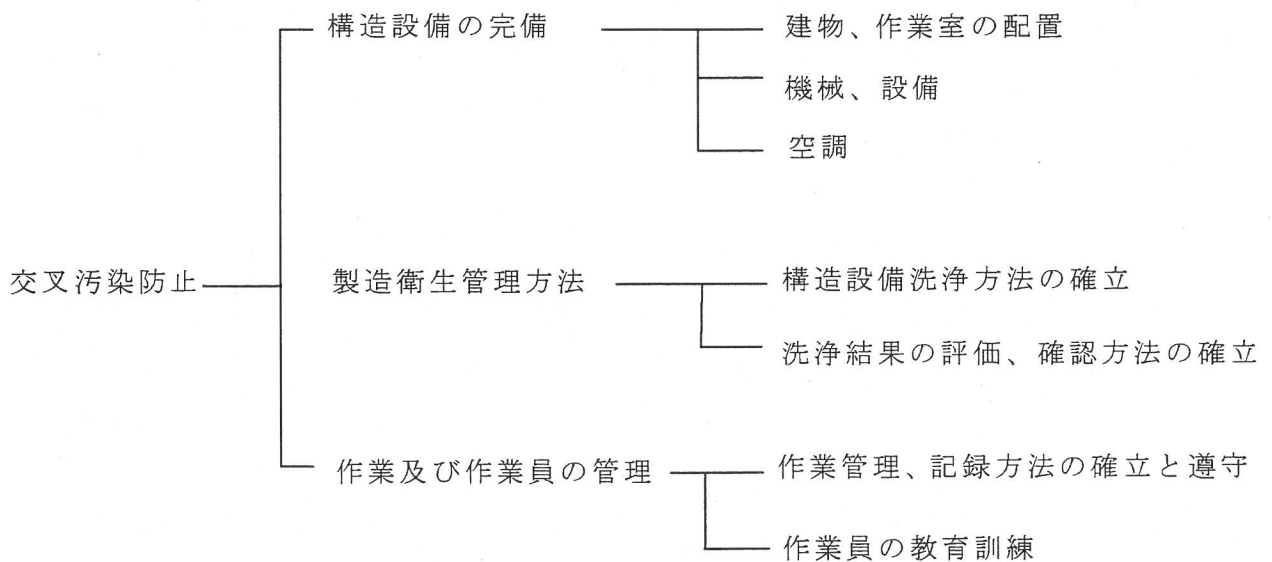 構造設備の完備
建物、作業室の配置
機械、設備
空調
交叉汚染防止
製造衛生管理方法
構造設備洗浄方法の確立
洗浄結果の評価、確認方法の確立
作業及び作業員の管理
作業管理、記録方法の確立と遵守
作業員の教育訓練